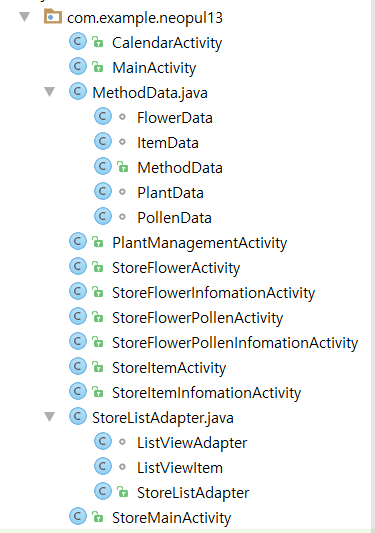 com.example.neopul13
CalendarActivity
MainActivity
MethodData.java
FlowerData
ItemData
MethodData
PlantData
PollenData
PlantManagementActivity
StoreFlowerActivity
StoreFlowerInfomationActivity
StoreFlowerPollenActivity
StoreFlowerPollenInfomationActivity
StoreItemActivity
StoreItemInfomationActivity
StoreListAdapter.java
ListViewAdapter
ListViewItem
StoreListAdapter
StoreMainActivity